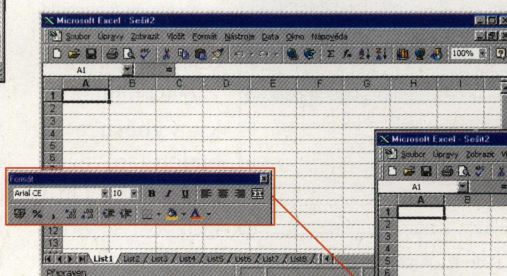 Microsoft Excel - Sešit2
Soubor Úpravy Zobrazit Vložit Formát Nástroje Data Okno Nápověda
100%
A1 =
A B C D E F G H I
1
2
3
4
5
6
Formát
Arial CE 10 B I U
%
12
13
List1 List2 List3 List4 List5 List6 List7 List8
Připraven
Microsoft Excel - Sešit2
Soubor Úpravy Zobrazit
A1
A B
1
2
3
4
5
6